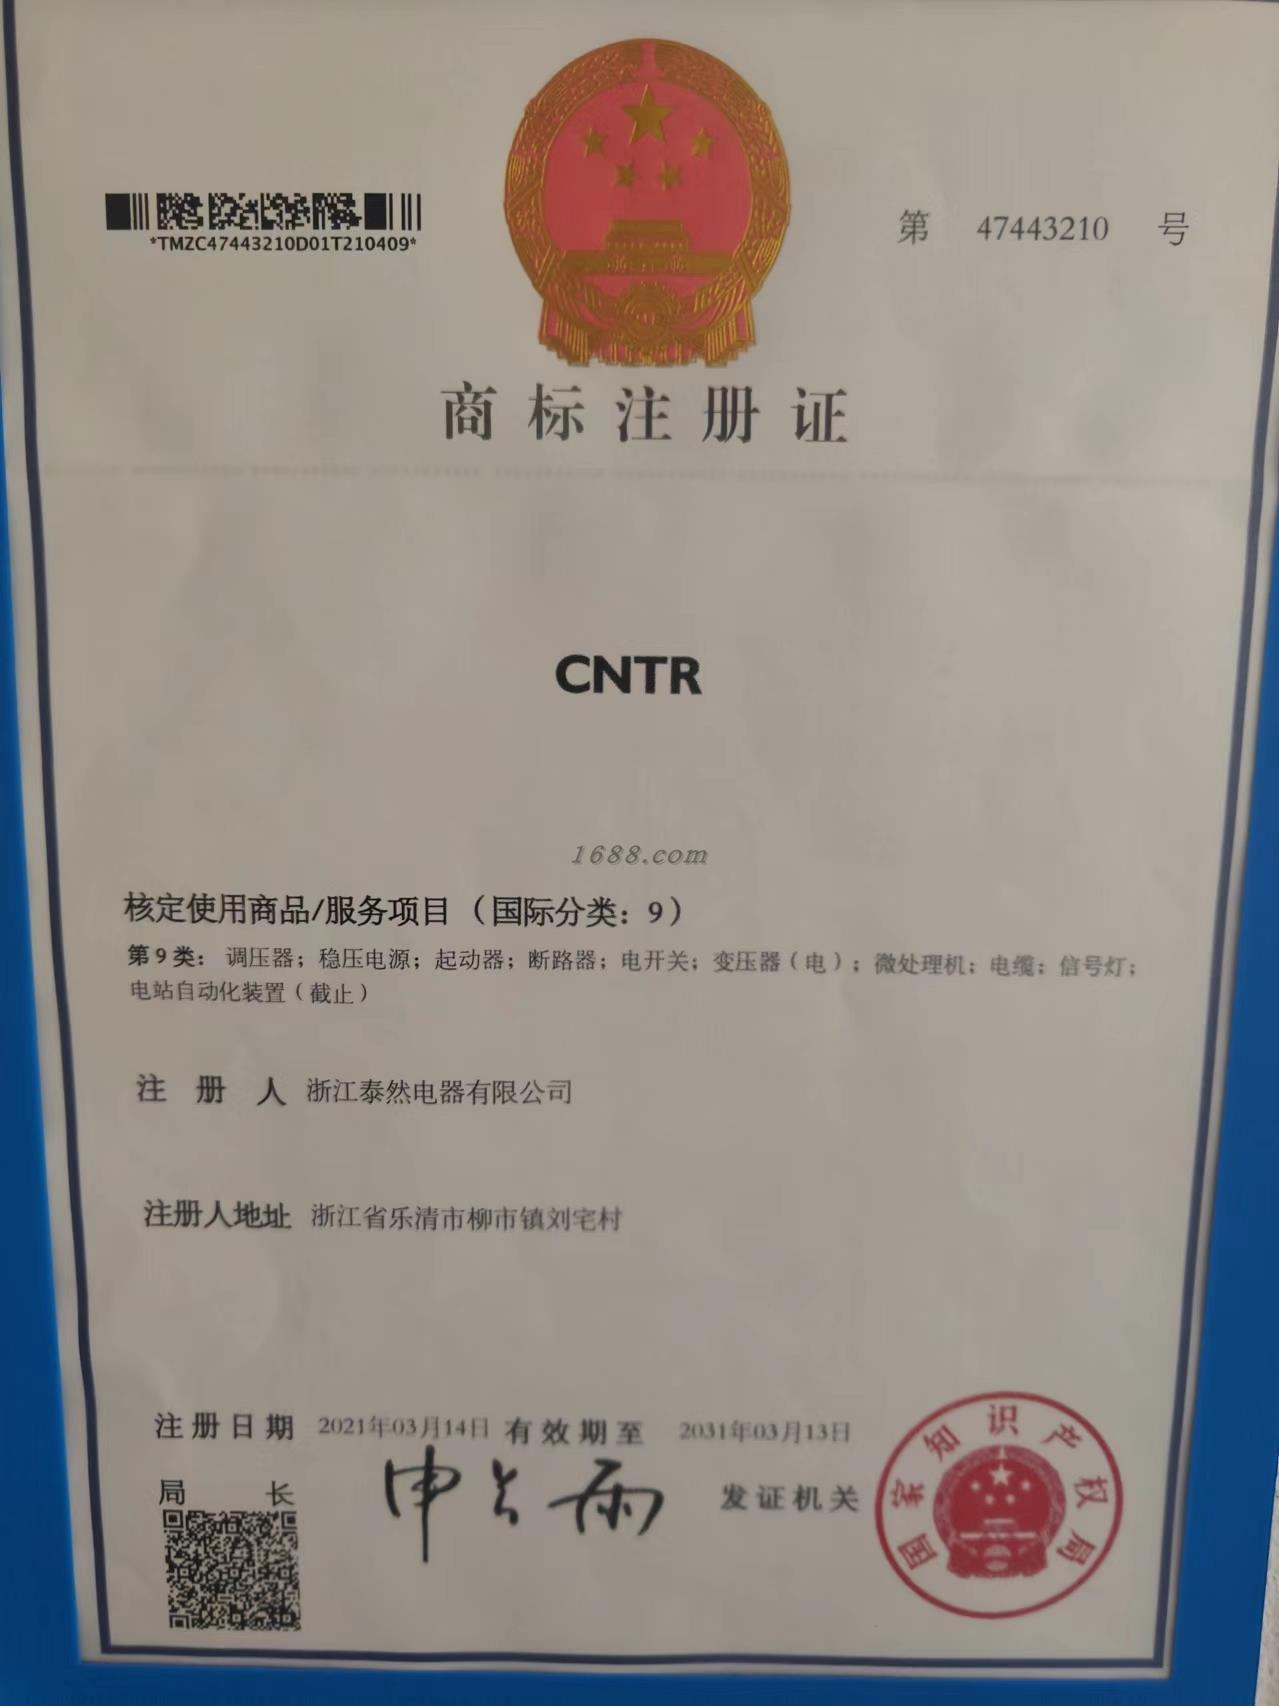 *TMZC47443210D01T210409*
第 47443210 号
商标注册证
CNTR
1688.com
核定使用商品/服务项目（国际分类：9）
第9类：调压器；稳压电源；起动器；断路器；电开关；变压器（电）；微处理机；电缆；信号灯；
电站自动化装置（截止）
注册人 浙江泰然电器有限公司
注册人地址 浙江省乐清市柳市镇刘宅村
注册日期 2021年03月14日 有效期至 2031年03月13日
局长 申长雨 发证机关
国家知识产权局